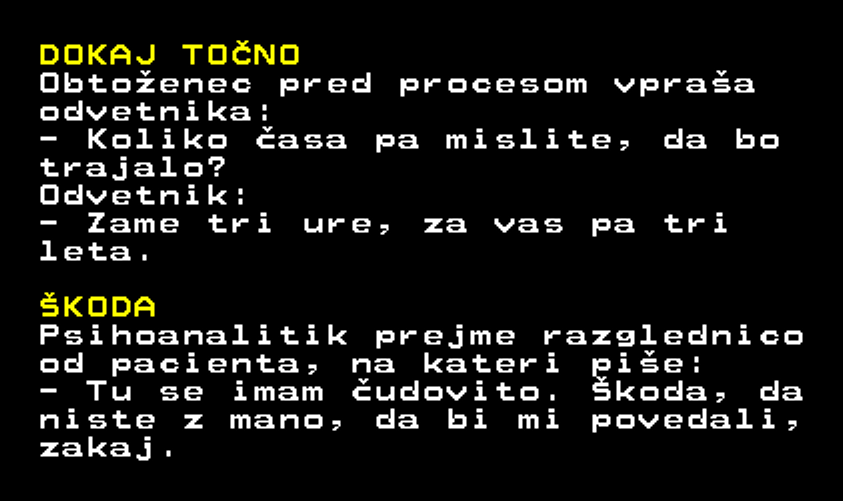 DOKAJ TOČNO
Obtoženec pred procesom vpraša
odvetnika:
- Koliko časa pa mislite, da bo
trajalo?
Odvetnik:
- Zame tri ure, za vas pa tri
leta.
ŠKODA
Psihoanalitik prejme razglednico
od pacienta, na kateri piše:
- Tu se imam čudovito. Škoda, da
niste z mano, da bi mi povedali,
zakaj.